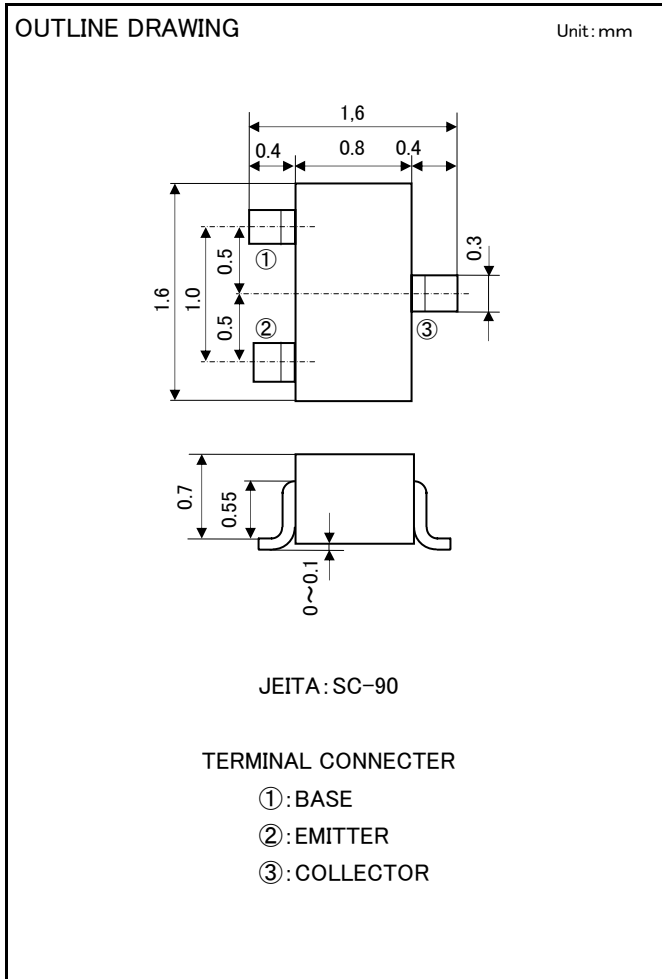 OUTLINE DRAWING Unit:mm
1,6
0.4 0.8 0.4
1.6
1.0
0.5
0.5
0.3
①
②
③
0.7
0.55
0~0.1
JEITA:SC-90
TERMINAL CONNECTER
①:BASE
②:EMITTER
③:COLLECTOR